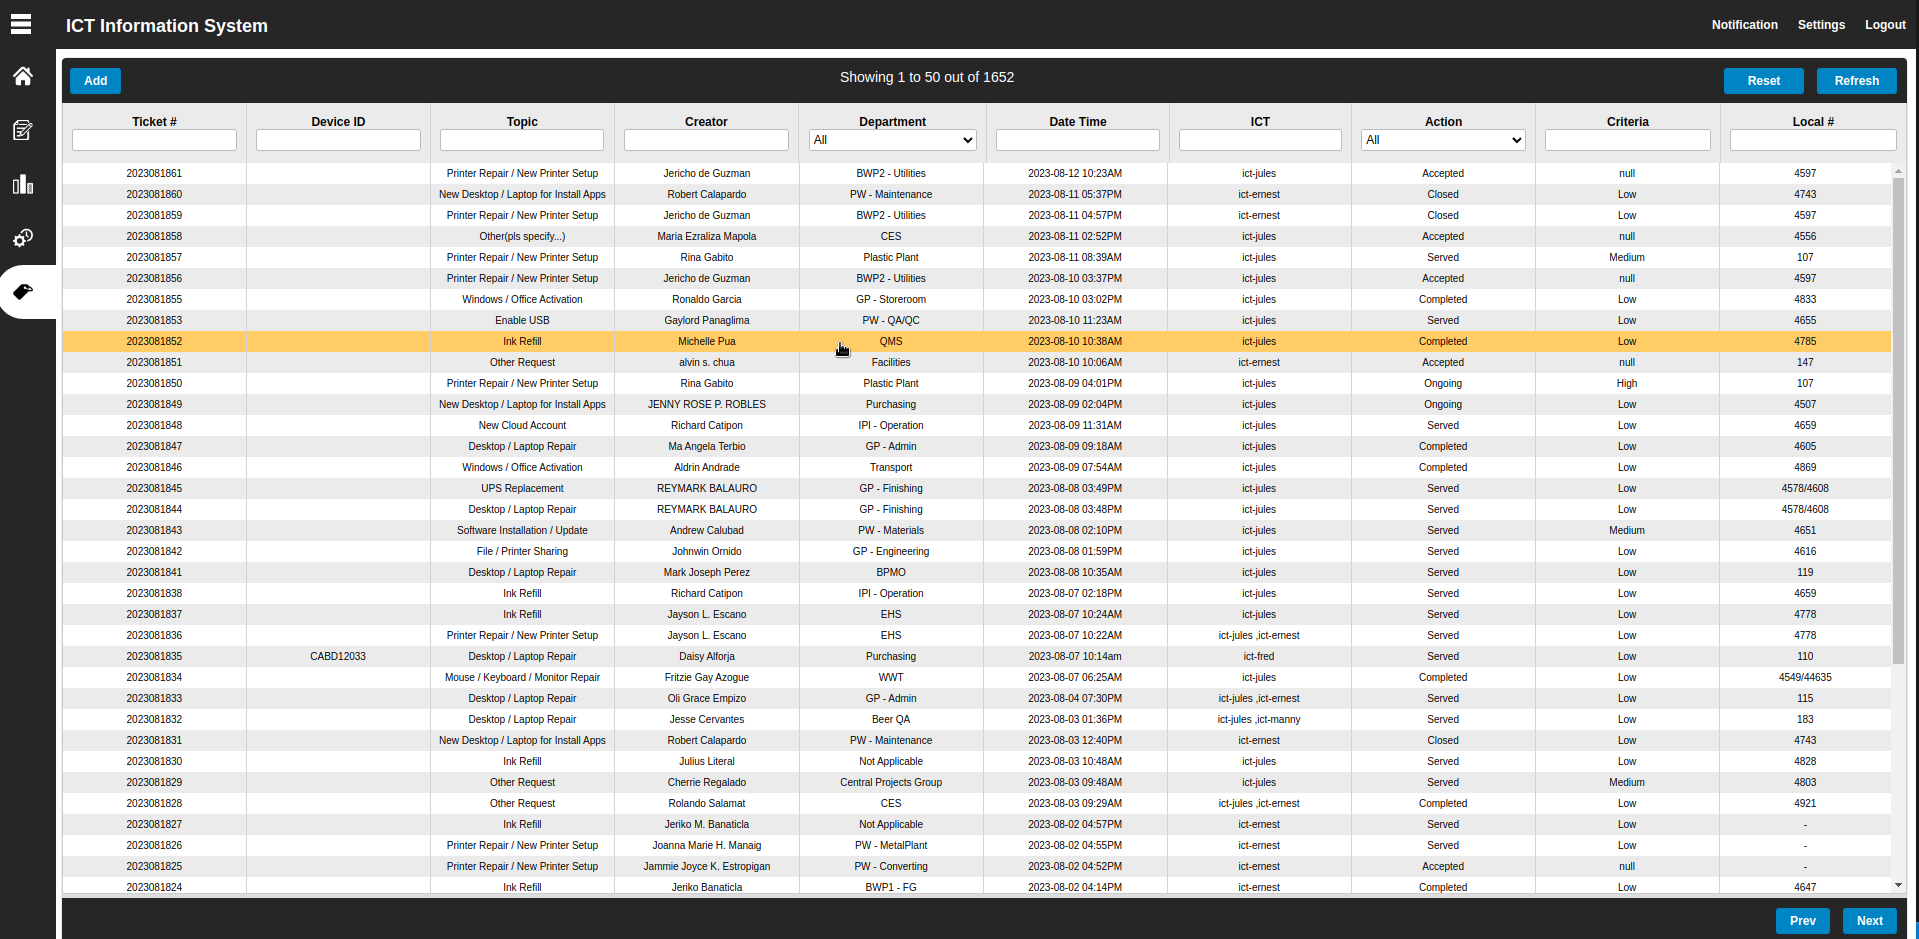 ICT Information System
Notification Settings Logout
Add Showing 1 to 50 out of 1652 Reset Refresh
Ticket # Device ID Topic Creator Department Date Time ICT Action Criteria Local #
All All
2023081861 Printer Repair / New Printer Setup Jericho de Guzman BWP2 - Utilities 2023-08-12 10:23AM ict-jules Accepted null 4597
2023081860 New Desktop / Laptop for Install Apps Robert Calapardo PW - Maintenance 2023-08-11 05:37PM ict-ernest Closed Low 4743
2023081859 Printer Repair / New Printer Setup Jericho de Guzman BWP2 - Utilities 2023-08-11 04:57PM ict-ernest Closed Low 4597
2023081858 Other(pls specify...) Maria Ezraliza Mapola CES 2023-08-11 02:52PM ict-jules Accepted null 4556
2023081857 Printer Repair / New Printer Setup Rina Gabito Plastic Plant 2023-08-11 08:39AM ict-jules Served Medium 107
2023081856 Printer Repair / New Printer Setup Jericho de Guzman BWP2 - Utilities 2023-08-10 03:37PM ict-jules Accepted null 4597
2023081855 Windows / Office Activation Ronaldo Garcia GP - Storeroom 2023-08-10 03:02PM ict-jules Completed Low 4833
2023081853 Enable USB Gaylord Panaglima PW - QA/QC 2023-08-10 11:23AM ict-jules Served Low 4655
2023081852 Ink Refill Michelle Pua QMS 2023-08-10 10:38AM ict-jules Completed Low 4785
2023081851 Other Request alvin s. chua Facilities 2023-08-10 10:06AM ict-ernest Accepted null 147
2023081850 Printer Repair / New Printer Setup Rina Gabito Plastic Plant 2023-08-09 04:01PM ict-jules Ongoing High 107
2023081849 New Desktop / Laptop for Install Apps JENNY ROSE P. ROBLES Purchasing 2023-08-09 02:04PM ict-jules Ongoing Low 4507
2023081848 New Cloud Account Richard Catipon IPI - Operation 2023-08-09 11:31AM ict-jules Served Low 4659
2023081847 Desktop / Laptop Repair Ma Angela Terbio GP - Admin 2023-08-09 09:18AM ict-jules Completed Low 4605
2023081846 Windows / Office Activation Aldrin Andrade Transport 2023-08-09 07:54AM ict-jules Completed Low 4869
2023081845 UPS Replacement REYMARK BALAURO GP - Finishing 2023-08-08 03:49PM ict-jules Served Low 4578/4608
2023081844 Desktop / Laptop Repair REYMARK BALAURO GP - Finishing 2023-08-08 03:48PM ict-jules Served Low 4578/4608
2023081843 Software Installation / Update Andrew Calubad PW - Materials 2023-08-08 02:10PM ict-jules Served Medium 4651
2023081842 File / Printer Sharing Johnwin Ornido GP - Engineering 2023-08-08 01:59PM ict-jules Served Low 4616
2023081841 Desktop / Laptop Repair Mark Joseph Perez BPMO 2023-08-08 10:35AM ict-jules Served Low 119
2023081838 Ink Refill Richard Catipon IPI - Operation 2023-08-07 02:18PM ict-jules Served Low 4659
2023081837 Ink Refill Jayson L. Escano EHS 2023-08-07 10:24AM ict-jules Served Low 4778
2023081836 Printer Repair / New Printer Setup Jayson L. Escano EHS 2023-08-07 10:22AM ict-jules ,ict-ernest Served Low 4778
2023081835 CABD12033 Desktop / Laptop Repair Daisy Alforja Purchasing 2023-08-07 10:14am ict-fred Served Low 110
2023081834 Mouse / Keyboard / Monitor Repair Fritzie Gay Azogue WWT 2023-08-07 06:25AM ict-jules Completed Low 4549/44635
2023081833 Desktop / Laptop Repair Oli Grace Empizo GP - Admin 2023-08-04 07:30PM ict-jules ,ict-ernest Served Low 115
2023081832 Desktop / Laptop Repair Jesse Cervantes Beer QA 2023-08-03 01:36PM ict-jules ,ict-manny Served Low 183
2023081831 New Desktop / Laptop for Install Apps Robert Calapardo PW - Maintenance 2023-08-03 12:40PM ict-ernest Closed Low 4743
2023081830 Ink Refill Julius Literal Not Applicable 2023-08-03 10:48AM ict-jules Served Low 4828
2023081829 Other Request Cherrie Regalado Central Projects Group 2023-08-03 09:48AM ict-jules Served Medium 4803
2023081828 Other Request Rolando Salamat CES 2023-08-03 09:29AM ict-jules ,ict-ernest Completed Low 4921
2023081827 Ink Refill Jeriko M. Banaticla Not Applicable 2023-08-02 04:57PM ict-ernest Served Low -
2023081826 Printer Repair / New Printer Setup Joanna Marie H. Manaig PW - MetalPlant 2023-08-02 04:55PM ict-ernest Served Low -
2023081825 Printer Repair / New Printer Setup Jammie Joyce K. Estropigan PW - Converting 2023-08-02 04:52PM ict-ernest Accepted null -
2023081824 Ink Refill Jeriko Banaticla BWP1 - FG 2023-08-02 04:14PM ict-ernest Completed Low 4647
Prev Next